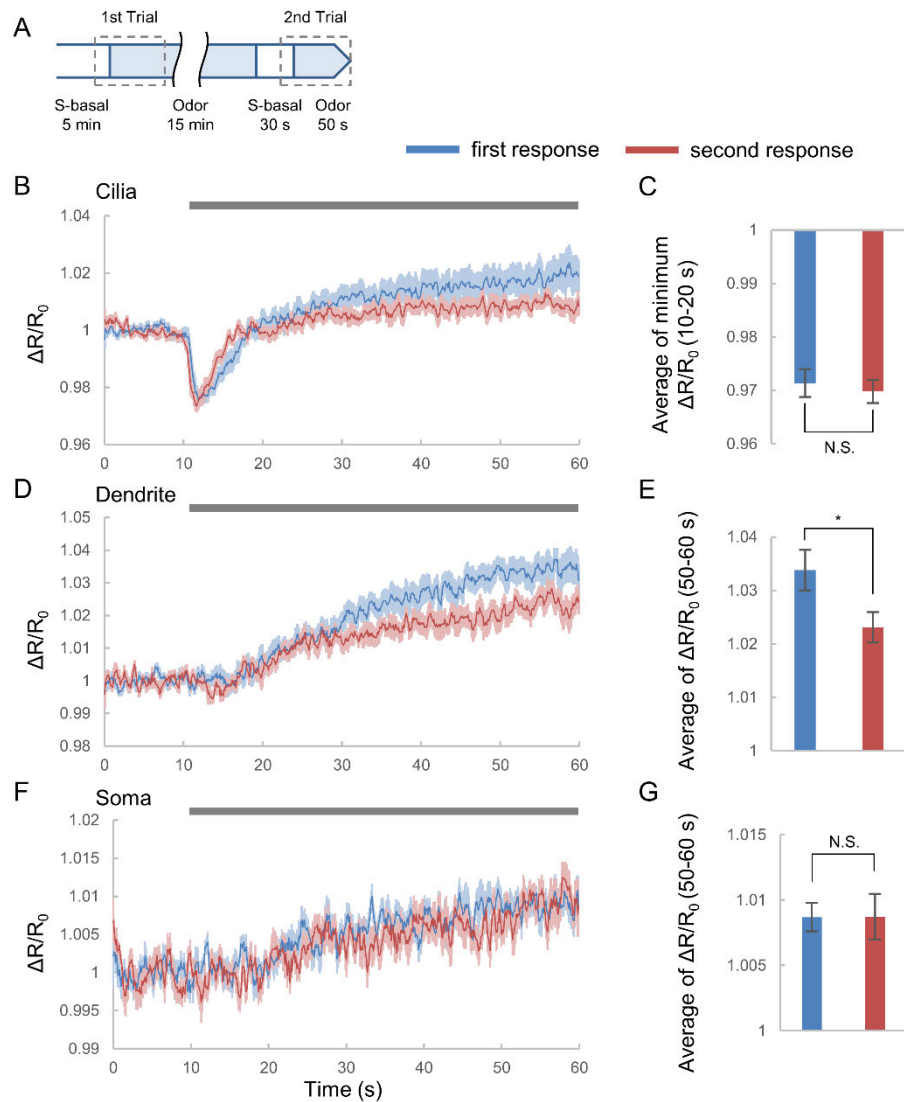 A
1st Trial
2nd Trial
S-basal
5 min
Odor
15 min
S-basal
30 s
Odor
50 s
first response
second response
B
Cilia
ΔR/R0
1.04
1.02
1
0.98
0.96
0 10 20 30 40 50 60
C
Average of minimum
ΔR/R0 (10-20 s)
1
0.99
0.98
0.97
0.96
N.S.
D
Dendrite
ΔR/R0
1.05
1.04
1.03
1.02
1.01
1
0.99
0.98
0 10 20 30 40 50 60
E
Average of ΔR/R0 (50-60 s)
1.04
1.03
1.02
1.01
1
*
F
Soma
ΔR/R0
1.02
1.015
1.01
1.005
1
0.995
0.99
0 10 20 30 40 50 60
Time (s)
G
Average of ΔR/R0 (50-60 s)
1.015
1.01
1.005
1
N.S.